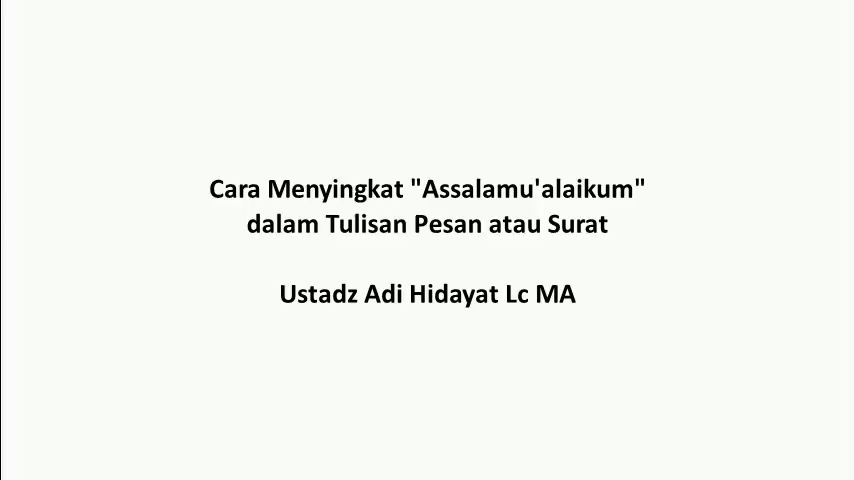 Cara Menyingkat "Assalamu'alaikum"
dalam Tulisan Pesan atau Surat
Ustadz Adi Hidayat Lc MA